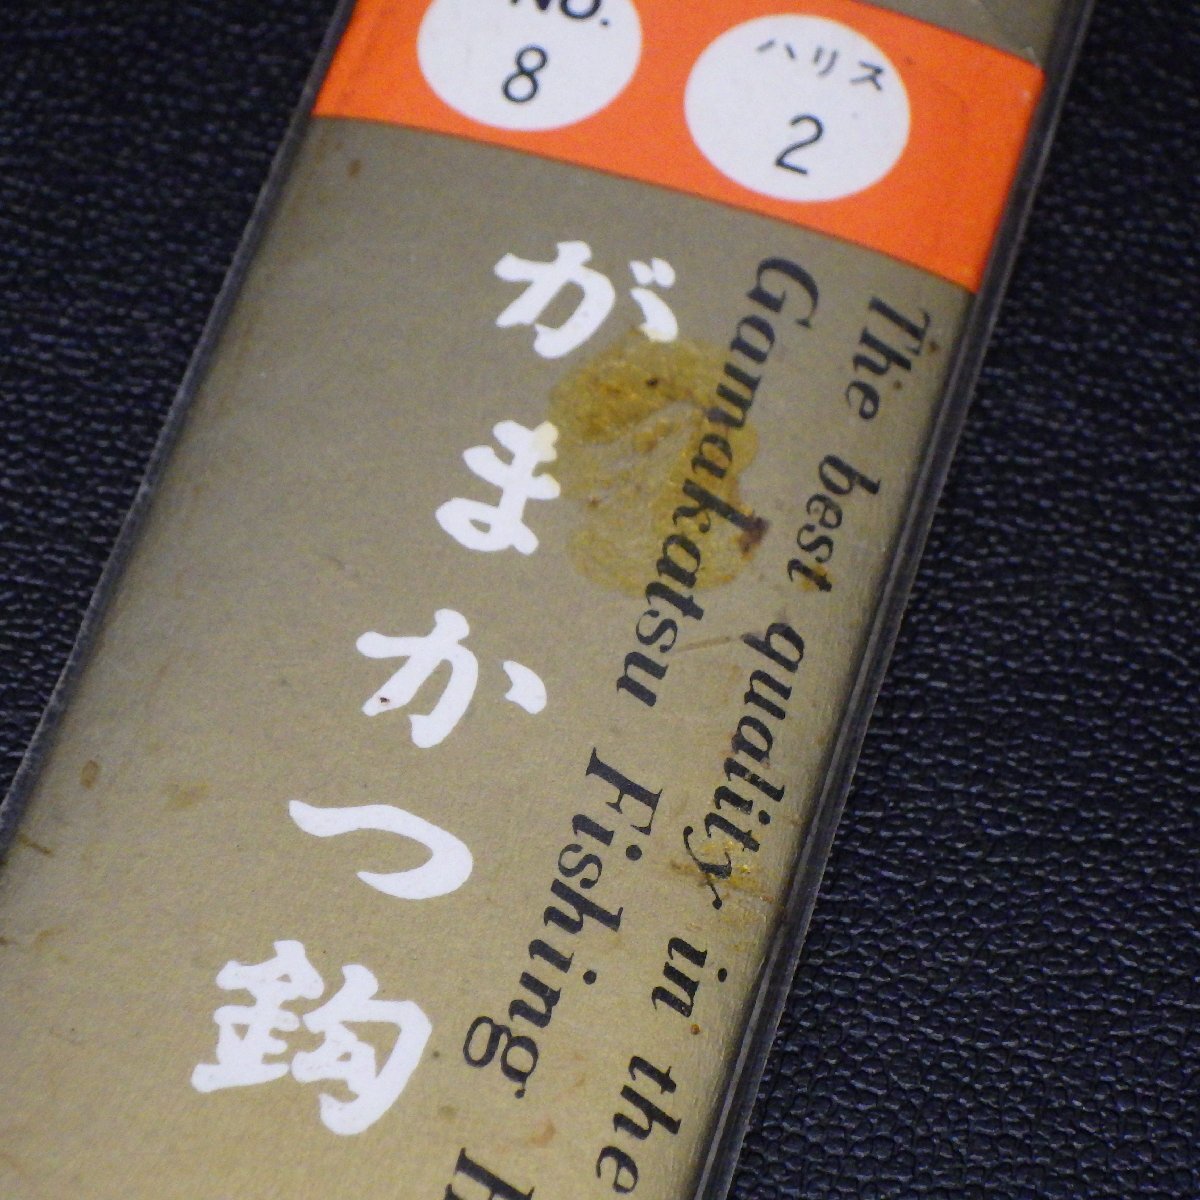 NO.
8
ハリス
2
The best quality in the
Gamakatsu Fishing
がまかつ鈎